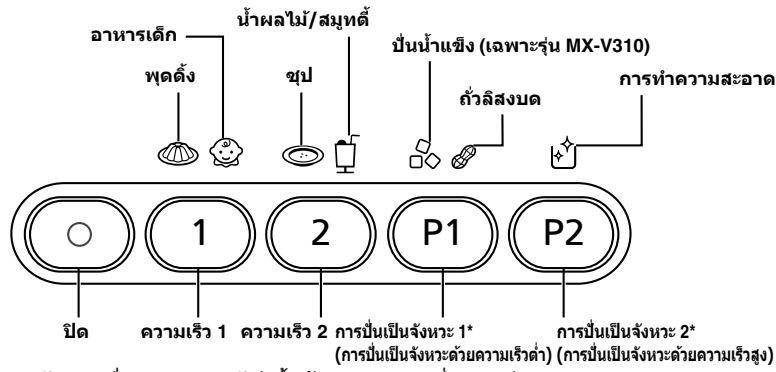 น้ำผลไม้/สมูทตี้
อาหารเด็ก
ปั่นน้ำแข็ง (เฉพาะรุ่น MX-V310)
พุดดิ้ง
ซุป
ถั่วลิสงบด
การทำความสะอาด
1
2
P1
P2
ปิด
ความเร็ว 1
ความเร็ว 2
การปั่นเป็นจังหวะ 1*
(การปั่นเป็นจังหวะด้วยความเร็วต่ำ)
การปั่นเป็นจังหวะ 2*
(การปั่นเป็นจังหวะด้วยความเร็วสูง)